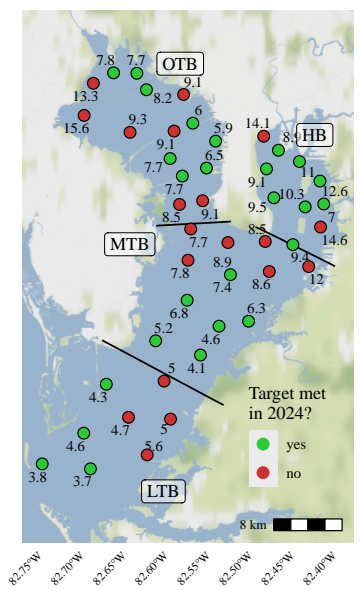 7.8
7.7
OTB
9.1
13.3
8.2
15.6
9.3
6
14.1
HB
5.9
8.9
9.1
7.7
6.5
11
9.1
7.7
12.6
10.3
9.5
8.5
9.1
7
14.6
MTB
7.7
8.5
9.4
7.8
8.9
7.4
8.6
12
6.8
6.3
5.2
4.6
4.1
5
4.3
Target met
in 2024?
4.7
5
yes
4.6
5.6
no
3.8
3.7
LTB
8 km
82.75°W
82.70°W
82.65°W
82.60°W
82.55°W
82.50°W
82.45°W
82.40°W